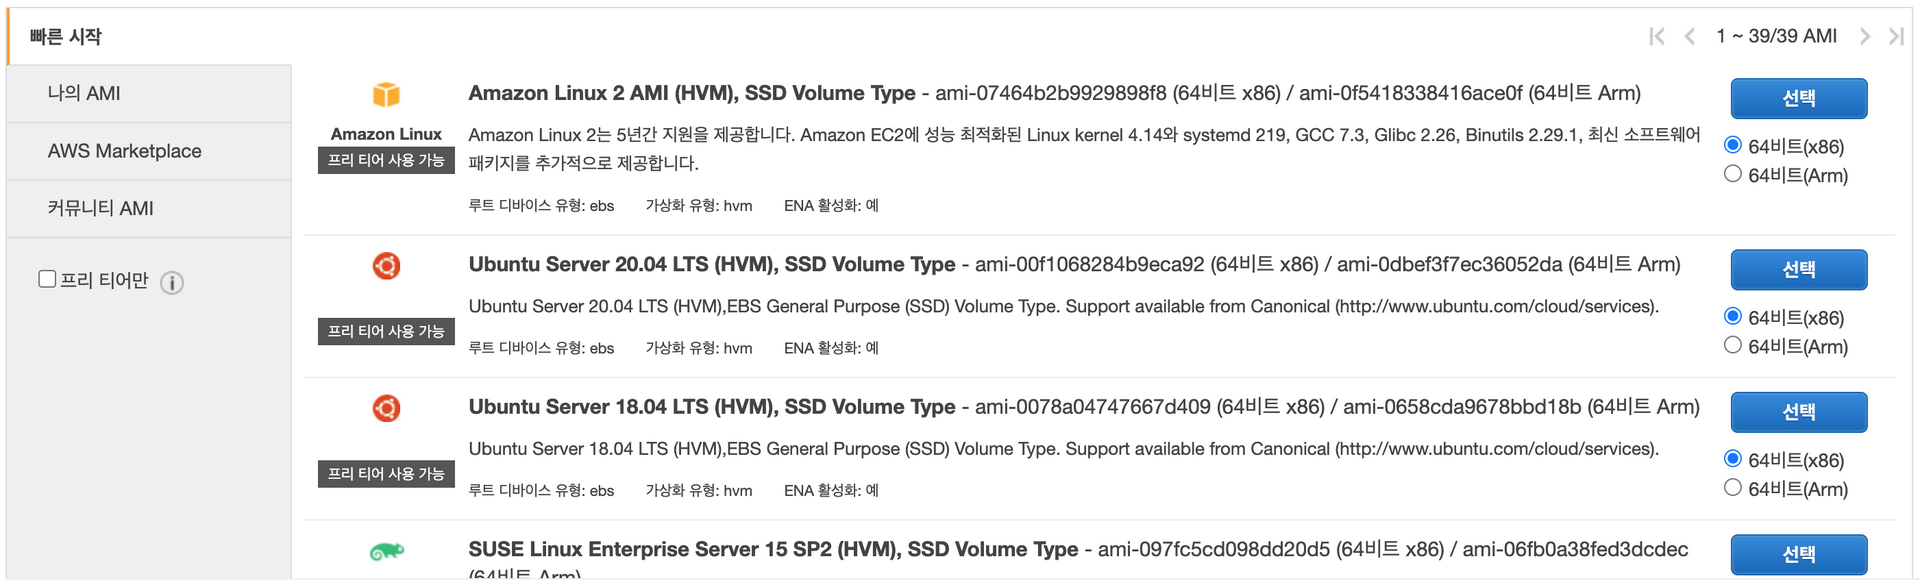 빠른 시작
1 ~ 39/39 AMI
나의 AMI
AWS Marketplace
커뮤니티 AMI
프리 티어만
Amazon Linux
프리 티어 사용 가능
Amazon Linux 2 AMI (HVM), SSD Volume Type - ami-07464b2b9929898f8 (64비트 x86) / ami-0f5418338416ace0f (64비트 Arm)
Amazon Linux 2는 5년간 지원을 제공합니다. Amazon EC2에 성능 최적화된 Linux kernel 4.14와 systemd 219, GCC 7.3, Glibc 2.26, Binutils 2.29.1, 최신 소프트웨어
패키지를 추가적으로 제공합니다.
루트 디바이스 유형: ebs 가상화 유형: hvm ENA 활성화: 예
선택
64비트(x86)
64비트(Arm)
프리 티어 사용 가능
Ubuntu Server 20.04 LTS (HVM), SSD Volume Type - ami-00f1068284b9eca92 (64비트 x86) / ami-0dbef3f7ec36052da (64비트 Arm)
Ubuntu Server 20.04 LTS (HVM),EBS General Purpose (SSD) Volume Type. Support available from Canonical (http://www.ubuntu.com/cloud/services).
루트 디바이스 유형: ebs 가상화 유형: hvm ENA 활성화: 예
선택
64비트(x86)
64비트(Arm)
프리 티어 사용 가능
Ubuntu Server 18.04 LTS (HVM), SSD Volume Type - ami-0078a04747667d409 (64비트 x86) / ami-0658cda9678bbd18b (64비트 Arm)
Ubuntu Server 18.04 LTS (HVM),EBS General Purpose (SSD) Volume Type. Support available from Canonical (http://www.ubuntu.com/cloud/services).
루트 디바이스 유형: ebs 가상화 유형: hvm ENA 활성화: 예
선택
64비트(x86)
64비트(Arm)
SUSE Linux Enterprise Server 15 SP2 (HVM), SSD Volume Type - ami-097fc5cd098dd20d5 (64비트 x86) / ami-06fb0a38fed3dcdec
(64비트 Arm)
선택